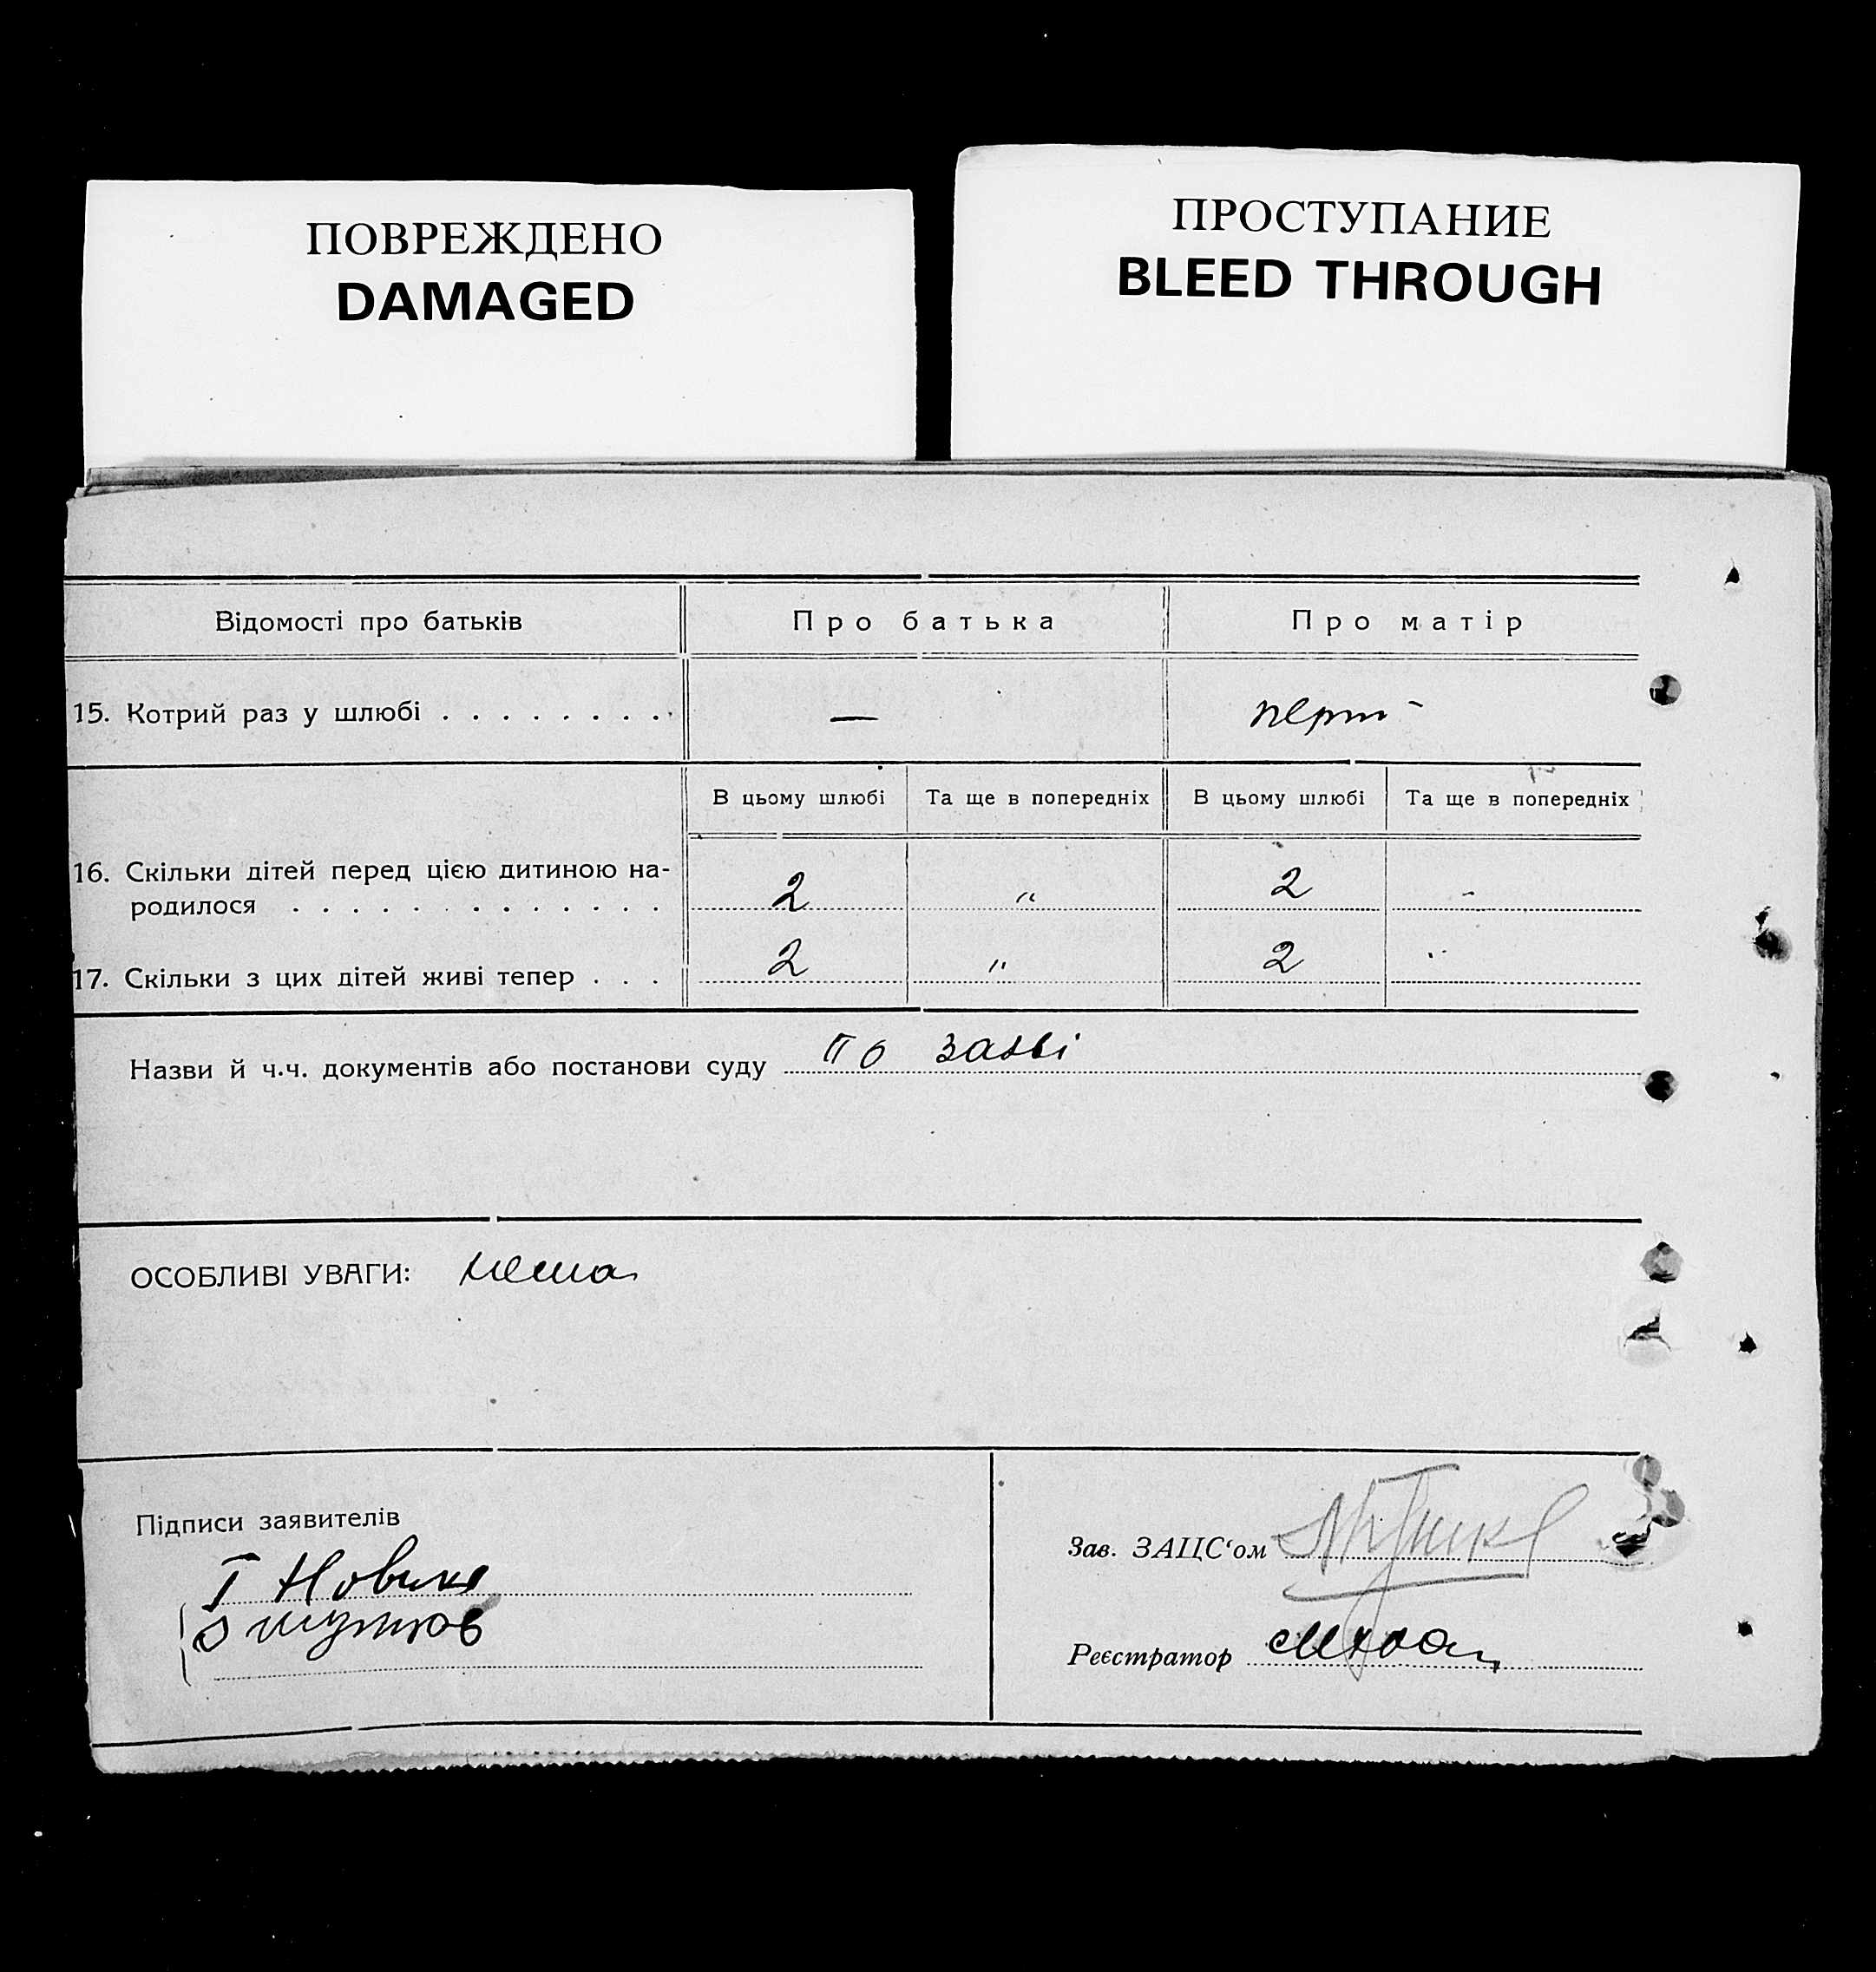 ПОВРЕЖДЕНО
DAMAGED
ПРОСТУПАНИЕ
BLEED THROUGH
Відомості про батьків Про батька Про матір
15. Котрий раз у шлюбі . . . . . . . . —
В цьому шлюбі Та ще в попередніх В цьому шлюбі Та ще в попередніх
16. Скільки дітей перед цією дитиною на-
родилося . . . . . . . . . . . . . 2 " 2 -
17. Скільки з цих дітей живі тепер . . . 2 " 2 "
Назви й ч.ч. документів або постанови суду по заяві
ОСОБЛИВІ УВАГИ: нема
Підписи заявителів
Зав. ЗАЦС‘ом
Реєстратор